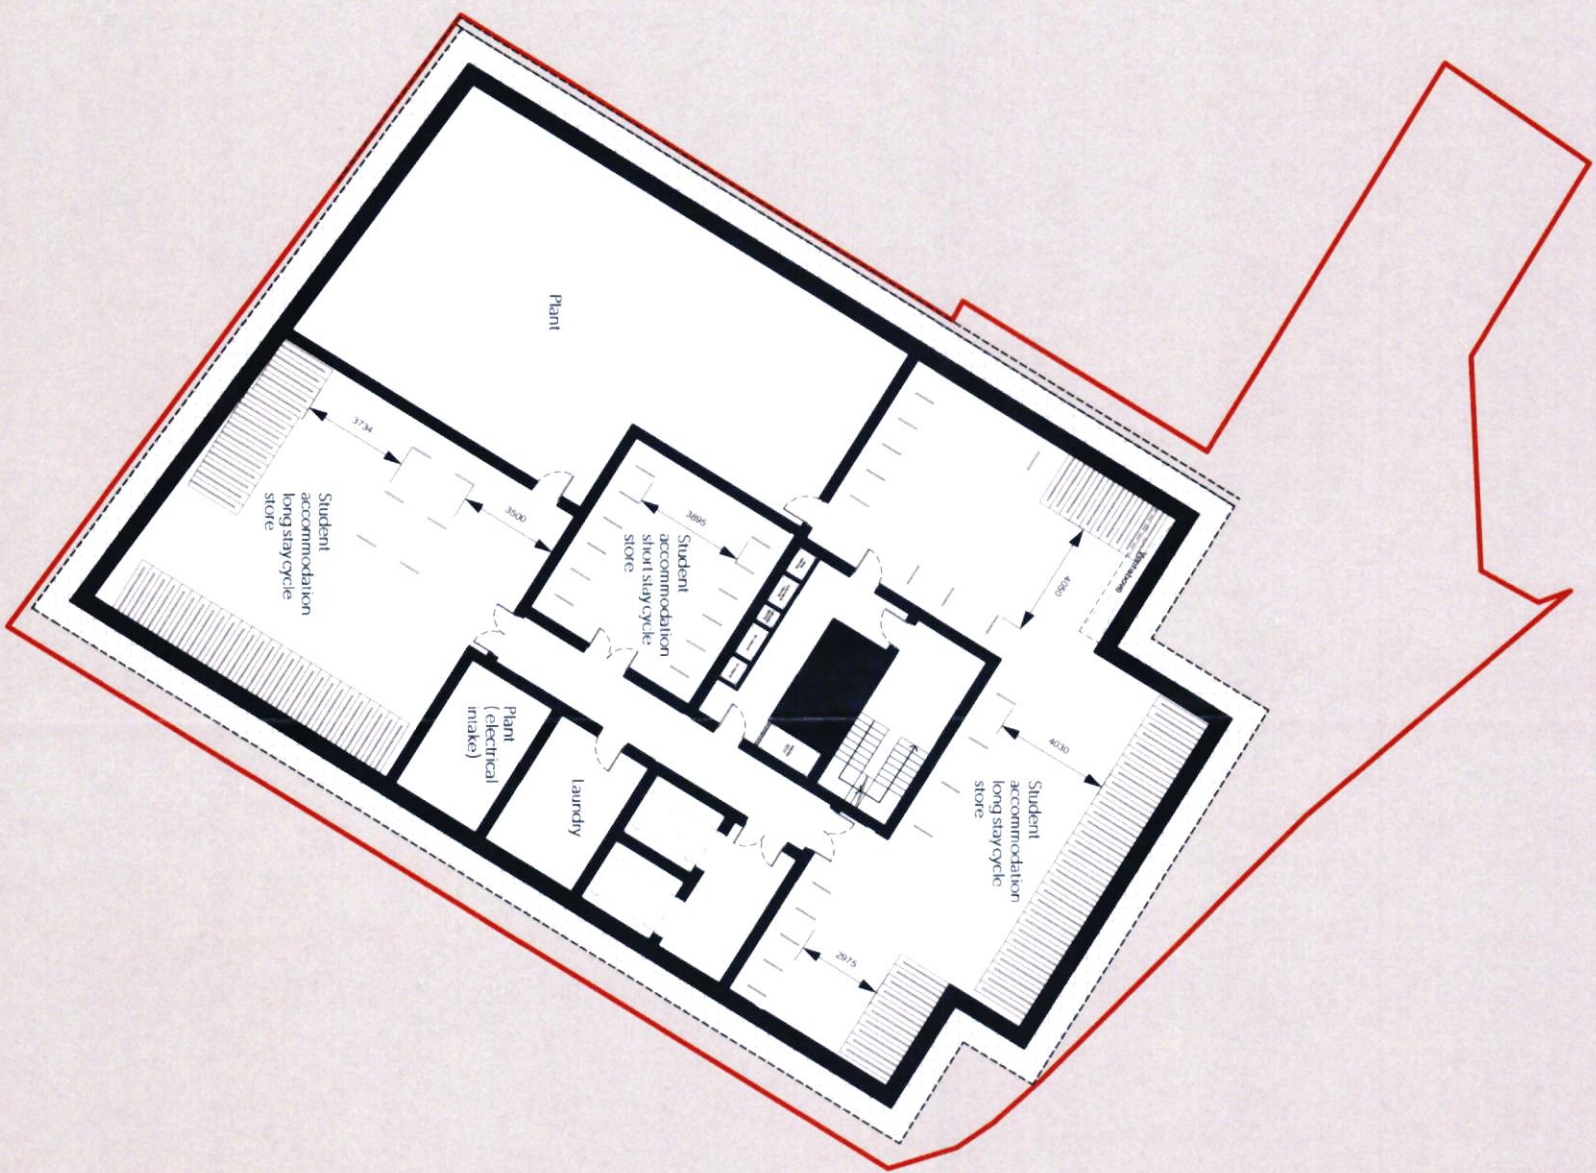 Plant
3734
3500
3895
4050
Student
accommodation
long stay cycle
store
Student
accommodation
short stay cycle
store
Plant
(electrical
intake)
Laundry
4030
Student
accommodation
long stay cycle
store
2975